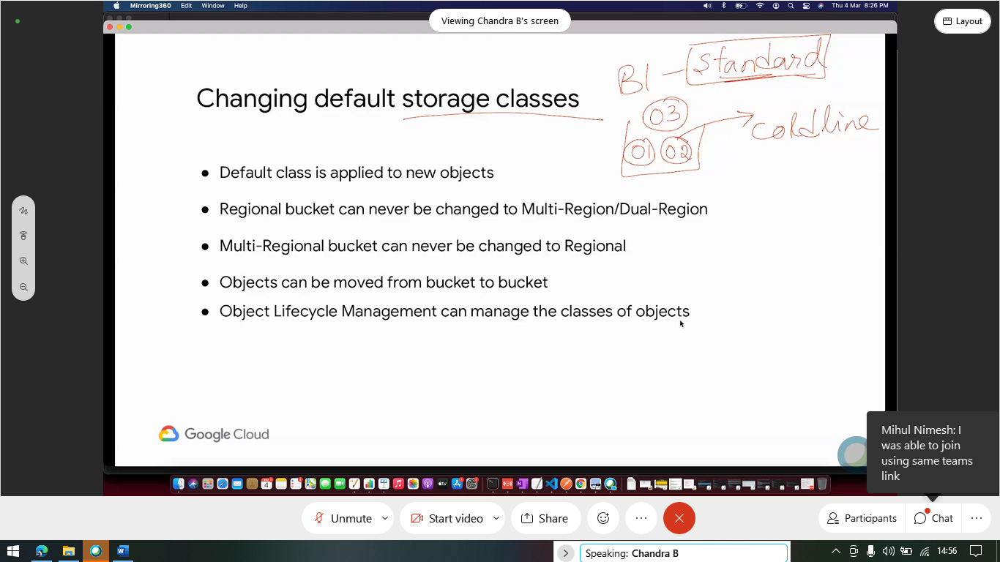 Mirroring360 Edit Window Help
Thu 4 Mar 8:26 PM
Viewing Chandra B's screen
Layout
Changing default storage classes
B1 - Standard
03
01 02
coldline
• Default class is applied to new objects
• Regional bucket can never be changed to Multi-Region/Dual-Region
• Multi-Regional bucket can never be changed to Regional
• Objects can be moved from bucket to bucket
• Object Lifecycle Management can manage the classes of objects
Google Cloud
Mihul Nimesh: I
was able to join
using same teams
link
Unmute
Start video
Share
Participants
Chat
Speaking: Chandra B
14:56